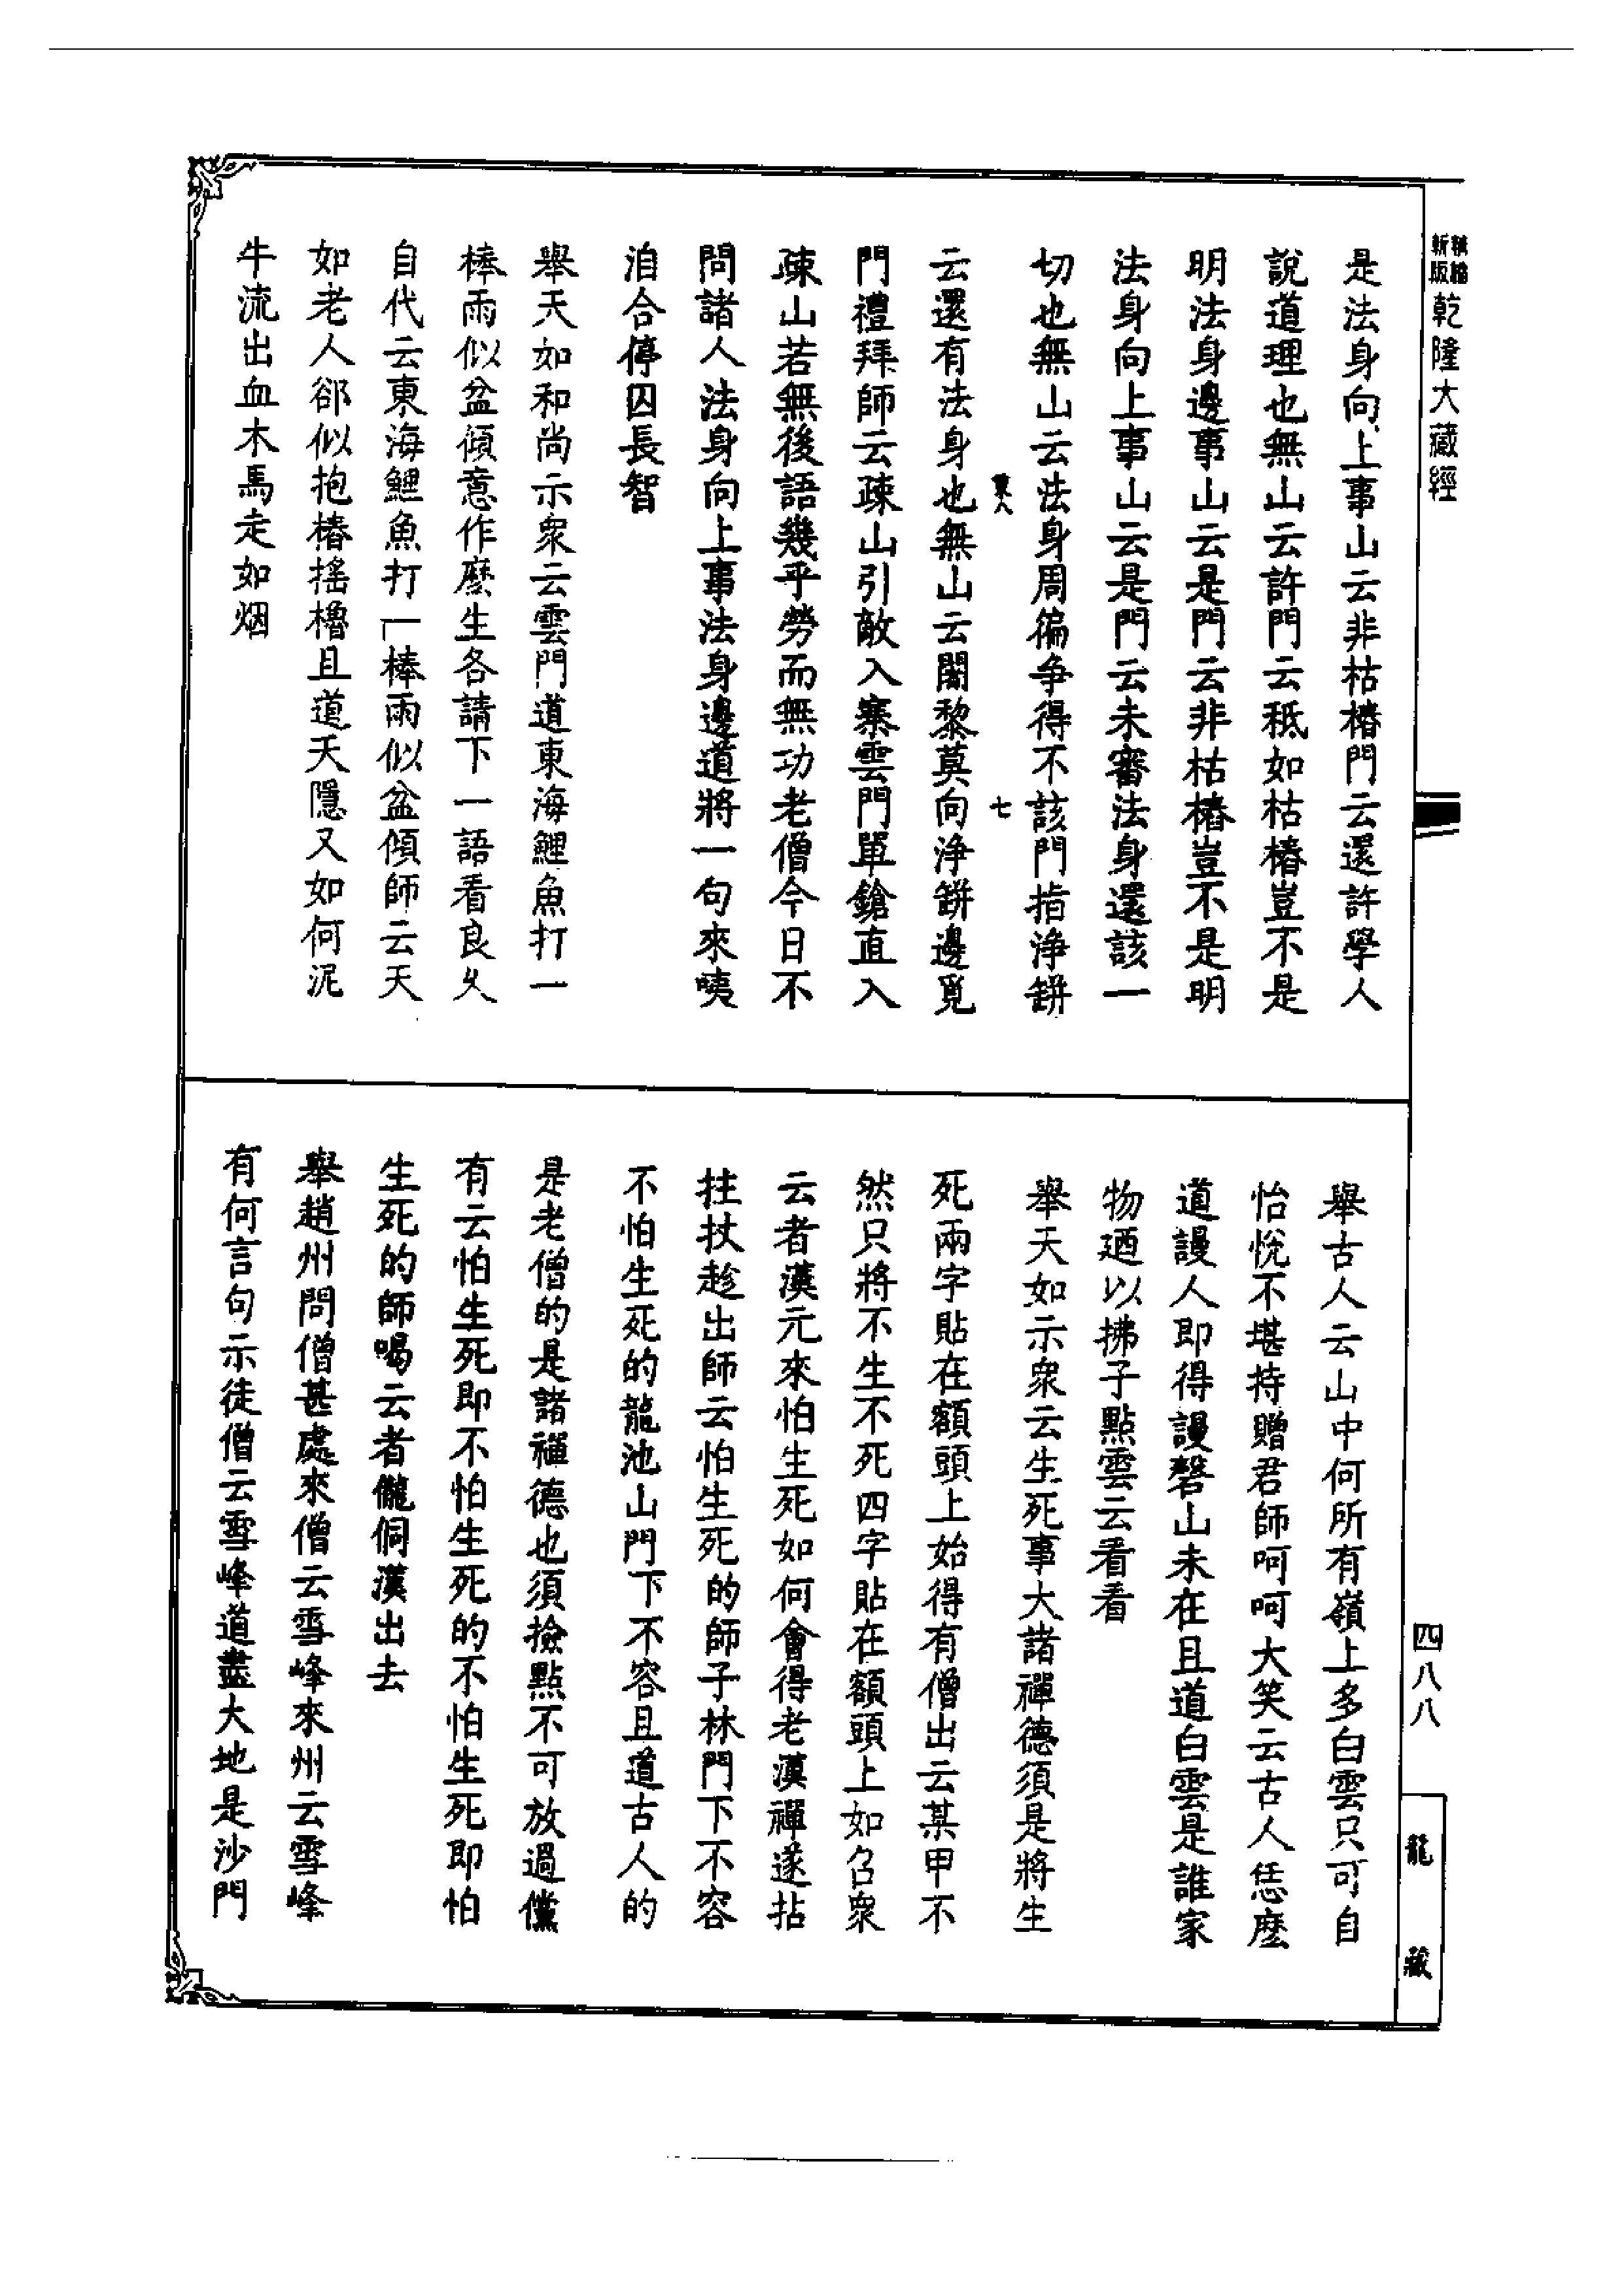 乾隆大藏經
是法身向上事山云非枯樁門云還許學人
說道理也無山云許門云秪如枯樁豈不是
明法身邊事山云是門云非枯樁豈不是明
法身向上事山云是門云未審法身還該一
切也無山云法身周徧争得不該門指淨缾
七
云還有法身也無山云闍黎莫向淨缾邊覓
門禮拜師云疎山引敵入寨雲門單鎗直入
疎山若無後語幾乎勞而無功老僧今日不
問諸人法身向上事法身邊道將一句來咦
洎合停囚長智
舉天如和尚示衆云雲門道東海鯉魚打一
棒雨似盆傾意作麽生各請下一語看良久
自代云東海鯉魚打一棒雨似盆傾師云天
如老人郤似抱樁搖櫓且道天隱又如何泥
牛流出血木馬走如烟
舉古人云山中何所有嶺上多白雲只可自
怡悅不堪持贈君師呵呵大笑云古人恁麽
道謾人即得謾磬山未在且道白雲是誰家
物廼以拂子點雲云看看
舉天如示衆云生死事大諸禪德須是將生
死兩字貼在額頭上始得有僧出云某甲不
然只將不生不死四字貼在額頭上如召衆
云者漢元來怕生死如何會得老漢禪遂拈
拄杖趁出師云怕生死的師子林門下不容
不怕生死的龍池山門下不容且道古人的
是老僧的是諸禪德也須撿點不可放過儻
有云怕生死即不怕生死的不怕生死即怕
生死的師喝云者儱侗漢出去
舉趙州問僧甚處來僧云雪峰來州云雪峰
有何言句示徒僧云雪峰道盡大地是沙門
四八八
龍藏